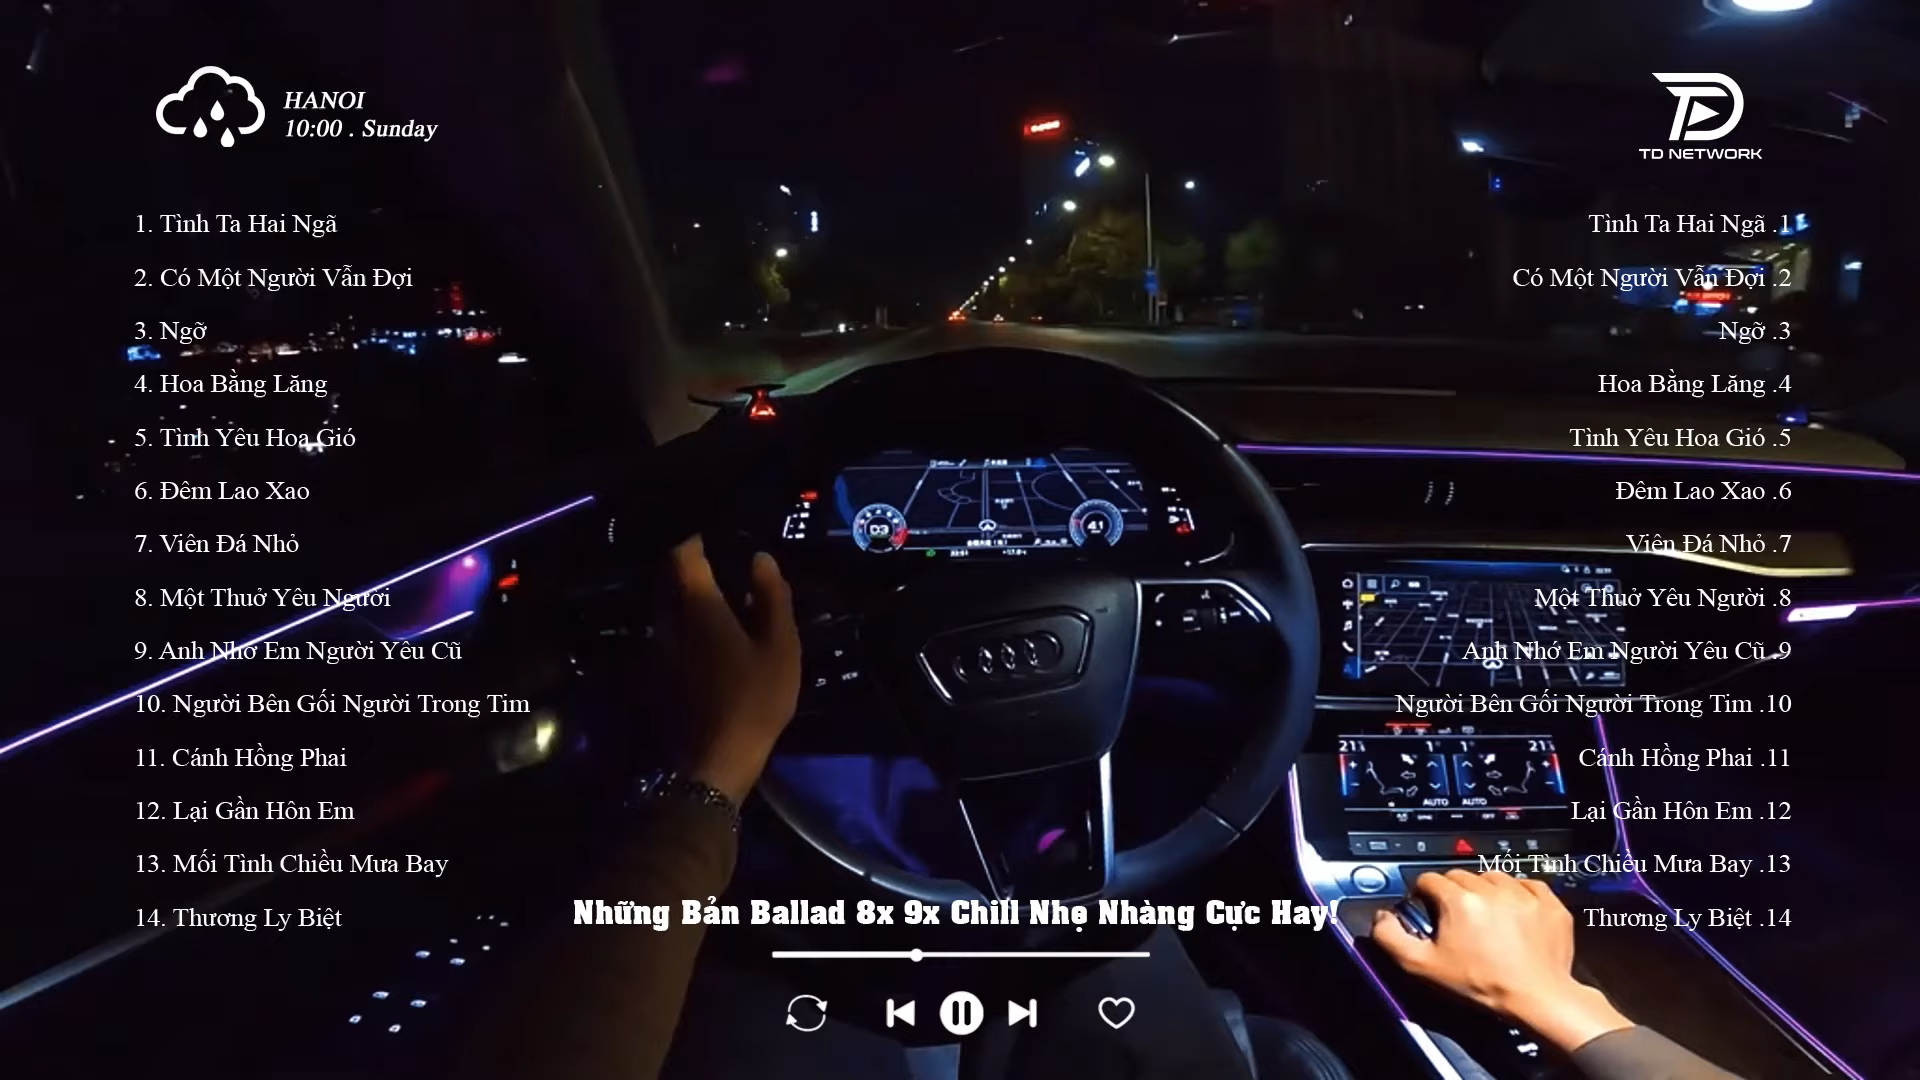 HANOI
10:00 . Sunday
TD NETWORK
1. Tình Ta Hai Ngã
2. Có Một Người Vẫn Đợi
3. Ngỡ
4. Hoa Bằng Lăng
5. Tình Yêu Hoa Gió
6. Đêm Lao Xao
7. Viên Đá Nhỏ
8. Một Thuở Yêu Người
9. Anh Nhớ Em Người Yêu Cũ
10. Người Bên Gối Người Trong Tim
11. Cánh Hồng Phai
12. Lại Gần Hôn Em
13. Mối Tình Chiều Mưa Bay
14. Thương Ly Biệt
Tình Ta Hai Ngã .1
Có Một Người Vẫn Đợi .2
Ngỡ .3
Hoa Bằng Lăng .4
Tình Yêu Hoa Gió .5
Đêm Lao Xao .6
Viên Đá Nhỏ .7
Một Thuở Yêu Người .8
Anh Nhớ Em Người Yêu Cũ .9
Người Bên Gối Người Trong Tim .10
Cánh Hồng Phai .11
Lại Gần Hôn Em .12
Mối Tình Chiều Mưa Bay .13
Thương Ly Biệt .14
D3
41
VIEW
AUTO AUTO
Những Bản Ballad 8x 9x Chill Nhẹ Nhàng Cực Hay!